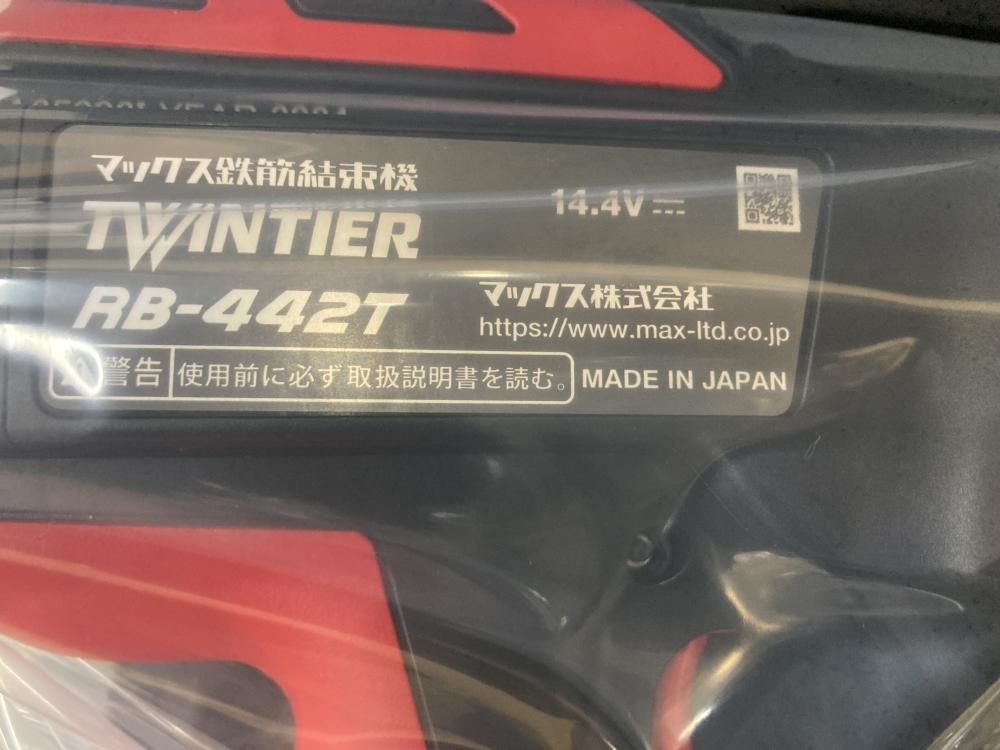 マックス鉄筋結束機
TWINTIER
14.4V
RB-442T
マックス株式会社
https://www.max-ltd.co.jp
警告 使用前に必ず取扱説明書を読む。
MADE IN JAPAN